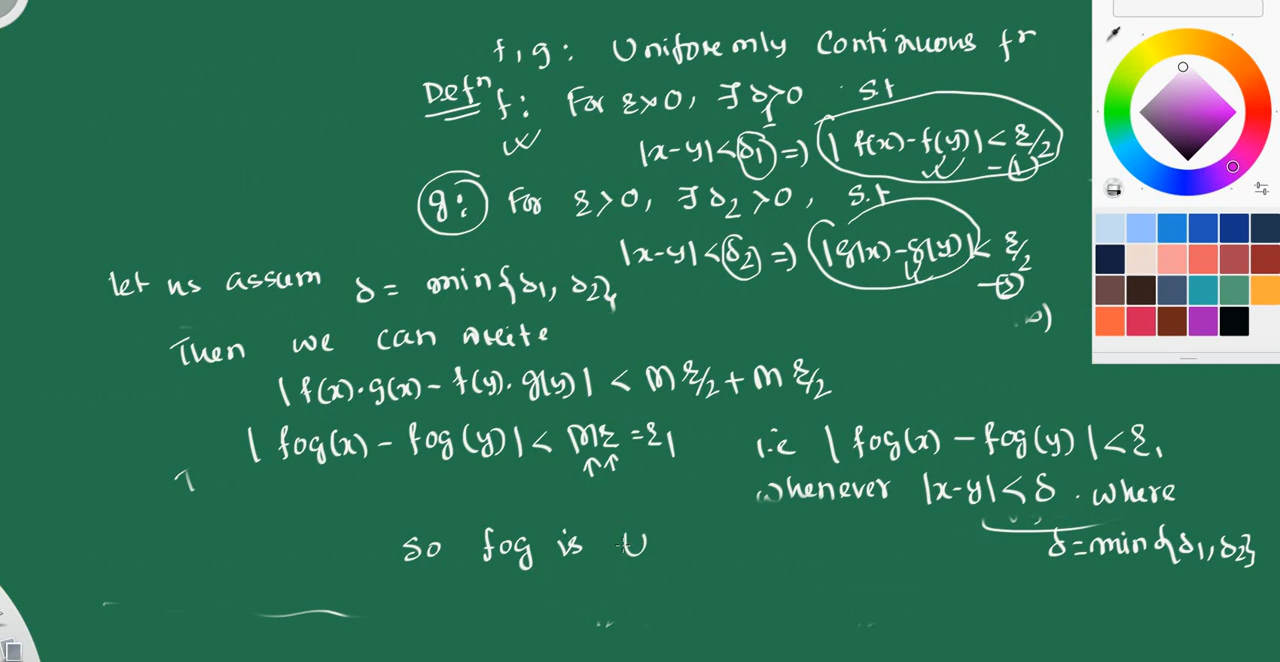 f, g: Uniformly Continuous fn
Defn f: For ε>0, ∃ δ1>0 s.t
|x-y|<δ1 => |f(x)-f(y)|<ε/2 -(1)
g: For ε>0, ∃ δ2>0, s.t
|x-y|<δ2 => |g(x)-g(y)|<ε/2 -(2)
let us assum δ= min{δ1, δ2},
=>
Then we can write
|f(x)·g(x)- f(y)·g(y)| < M ε/2 + M ε/2
|fog(x) - fog(y)|< Mε =ε1
i.e |fog(x) - fog(y)|<ε1
whenever |x-y|<δ . where
δ=min{δ1, δ2}
so fog is U